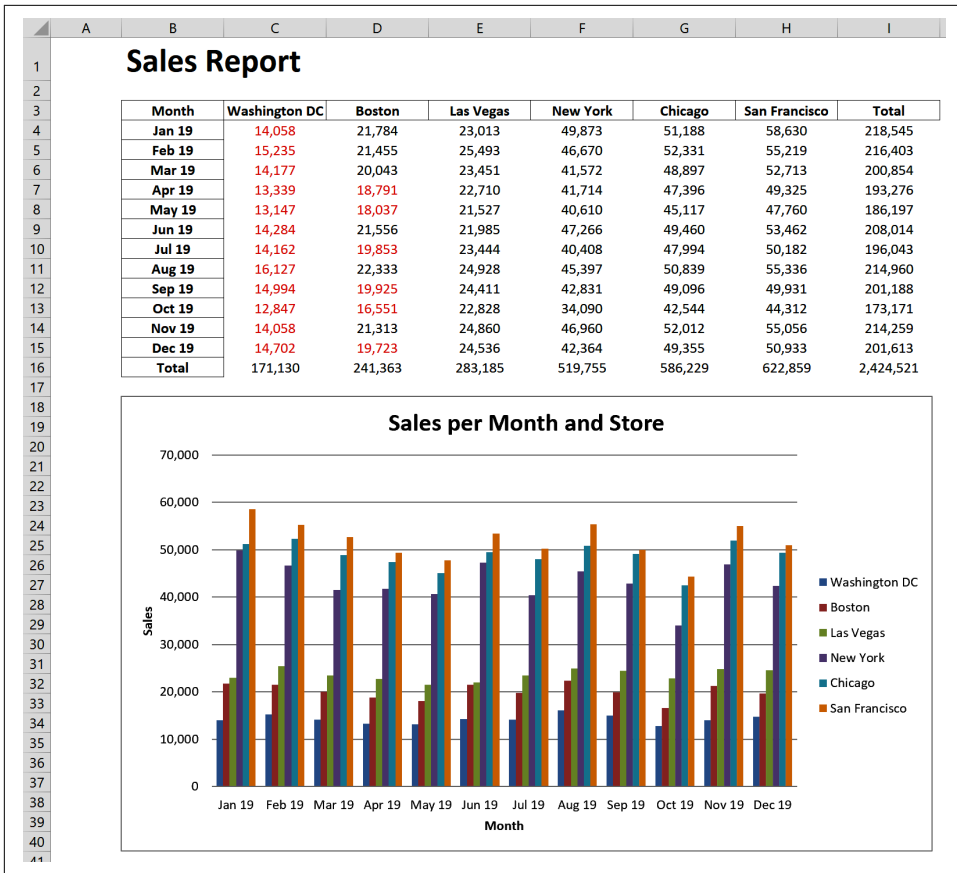 A B C D E F G H I
1 Sales Report
2
3 Month Washington DC Boston Las Vegas New York Chicago San Francisco Total
4 Jan 19 14,058 21,784 23,013 49,873 51,188 58,630 218,545
5 Feb 19 15,235 21,455 25,493 46,670 52,331 55,219 216,403
6 Mar 19 14,177 20,043 23,451 41,572 48,897 52,713 200,854
7 Apr 19 13,339 18,791 22,710 41,714 47,396 49,325 193,276
8 May 19 13,147 18,037 21,527 40,610 45,117 47,760 186,197
9 Jun 19 14,284 21,556 21,985 47,266 49,460 53,462 208,014
10 Jul 19 14,162 19,853 23,444 40,408 47,994 50,182 196,043
11 Aug 19 16,127 22,333 24,928 45,397 50,839 55,336 214,960
12 Sep 19 14,994 19,925 24,411 42,831 49,096 49,931 201,188
13 Oct 19 12,847 16,551 22,828 34,090 42,544 44,312 173,171
14 Nov 19 14,058 21,313 24,860 46,960 52,012 55,056 214,259
15 Dec 19 14,702 19,723 24,536 42,364 49,355 50,933 201,613
16 Total 171,130 241,363 283,185 519,755 586,229 622,859 2,424,521
17
18
19
20
21
22
23
24
25
26
27
28
29
30
31
32
33
34
35
36
37
38
39
40
41
Sales per Month and Store
70,000
60,000
50,000
40,000
30,000
20,000
10,000
0
Sales
Jan 19 Feb 19 Mar 19 Apr 19 May 19 Jun 19 Jul 19 Aug 19 Sep 19 Oct 19 Nov 19 Dec 19
Month
Washington DC
Boston
Las Vegas
New York
Chicago
San Francisco